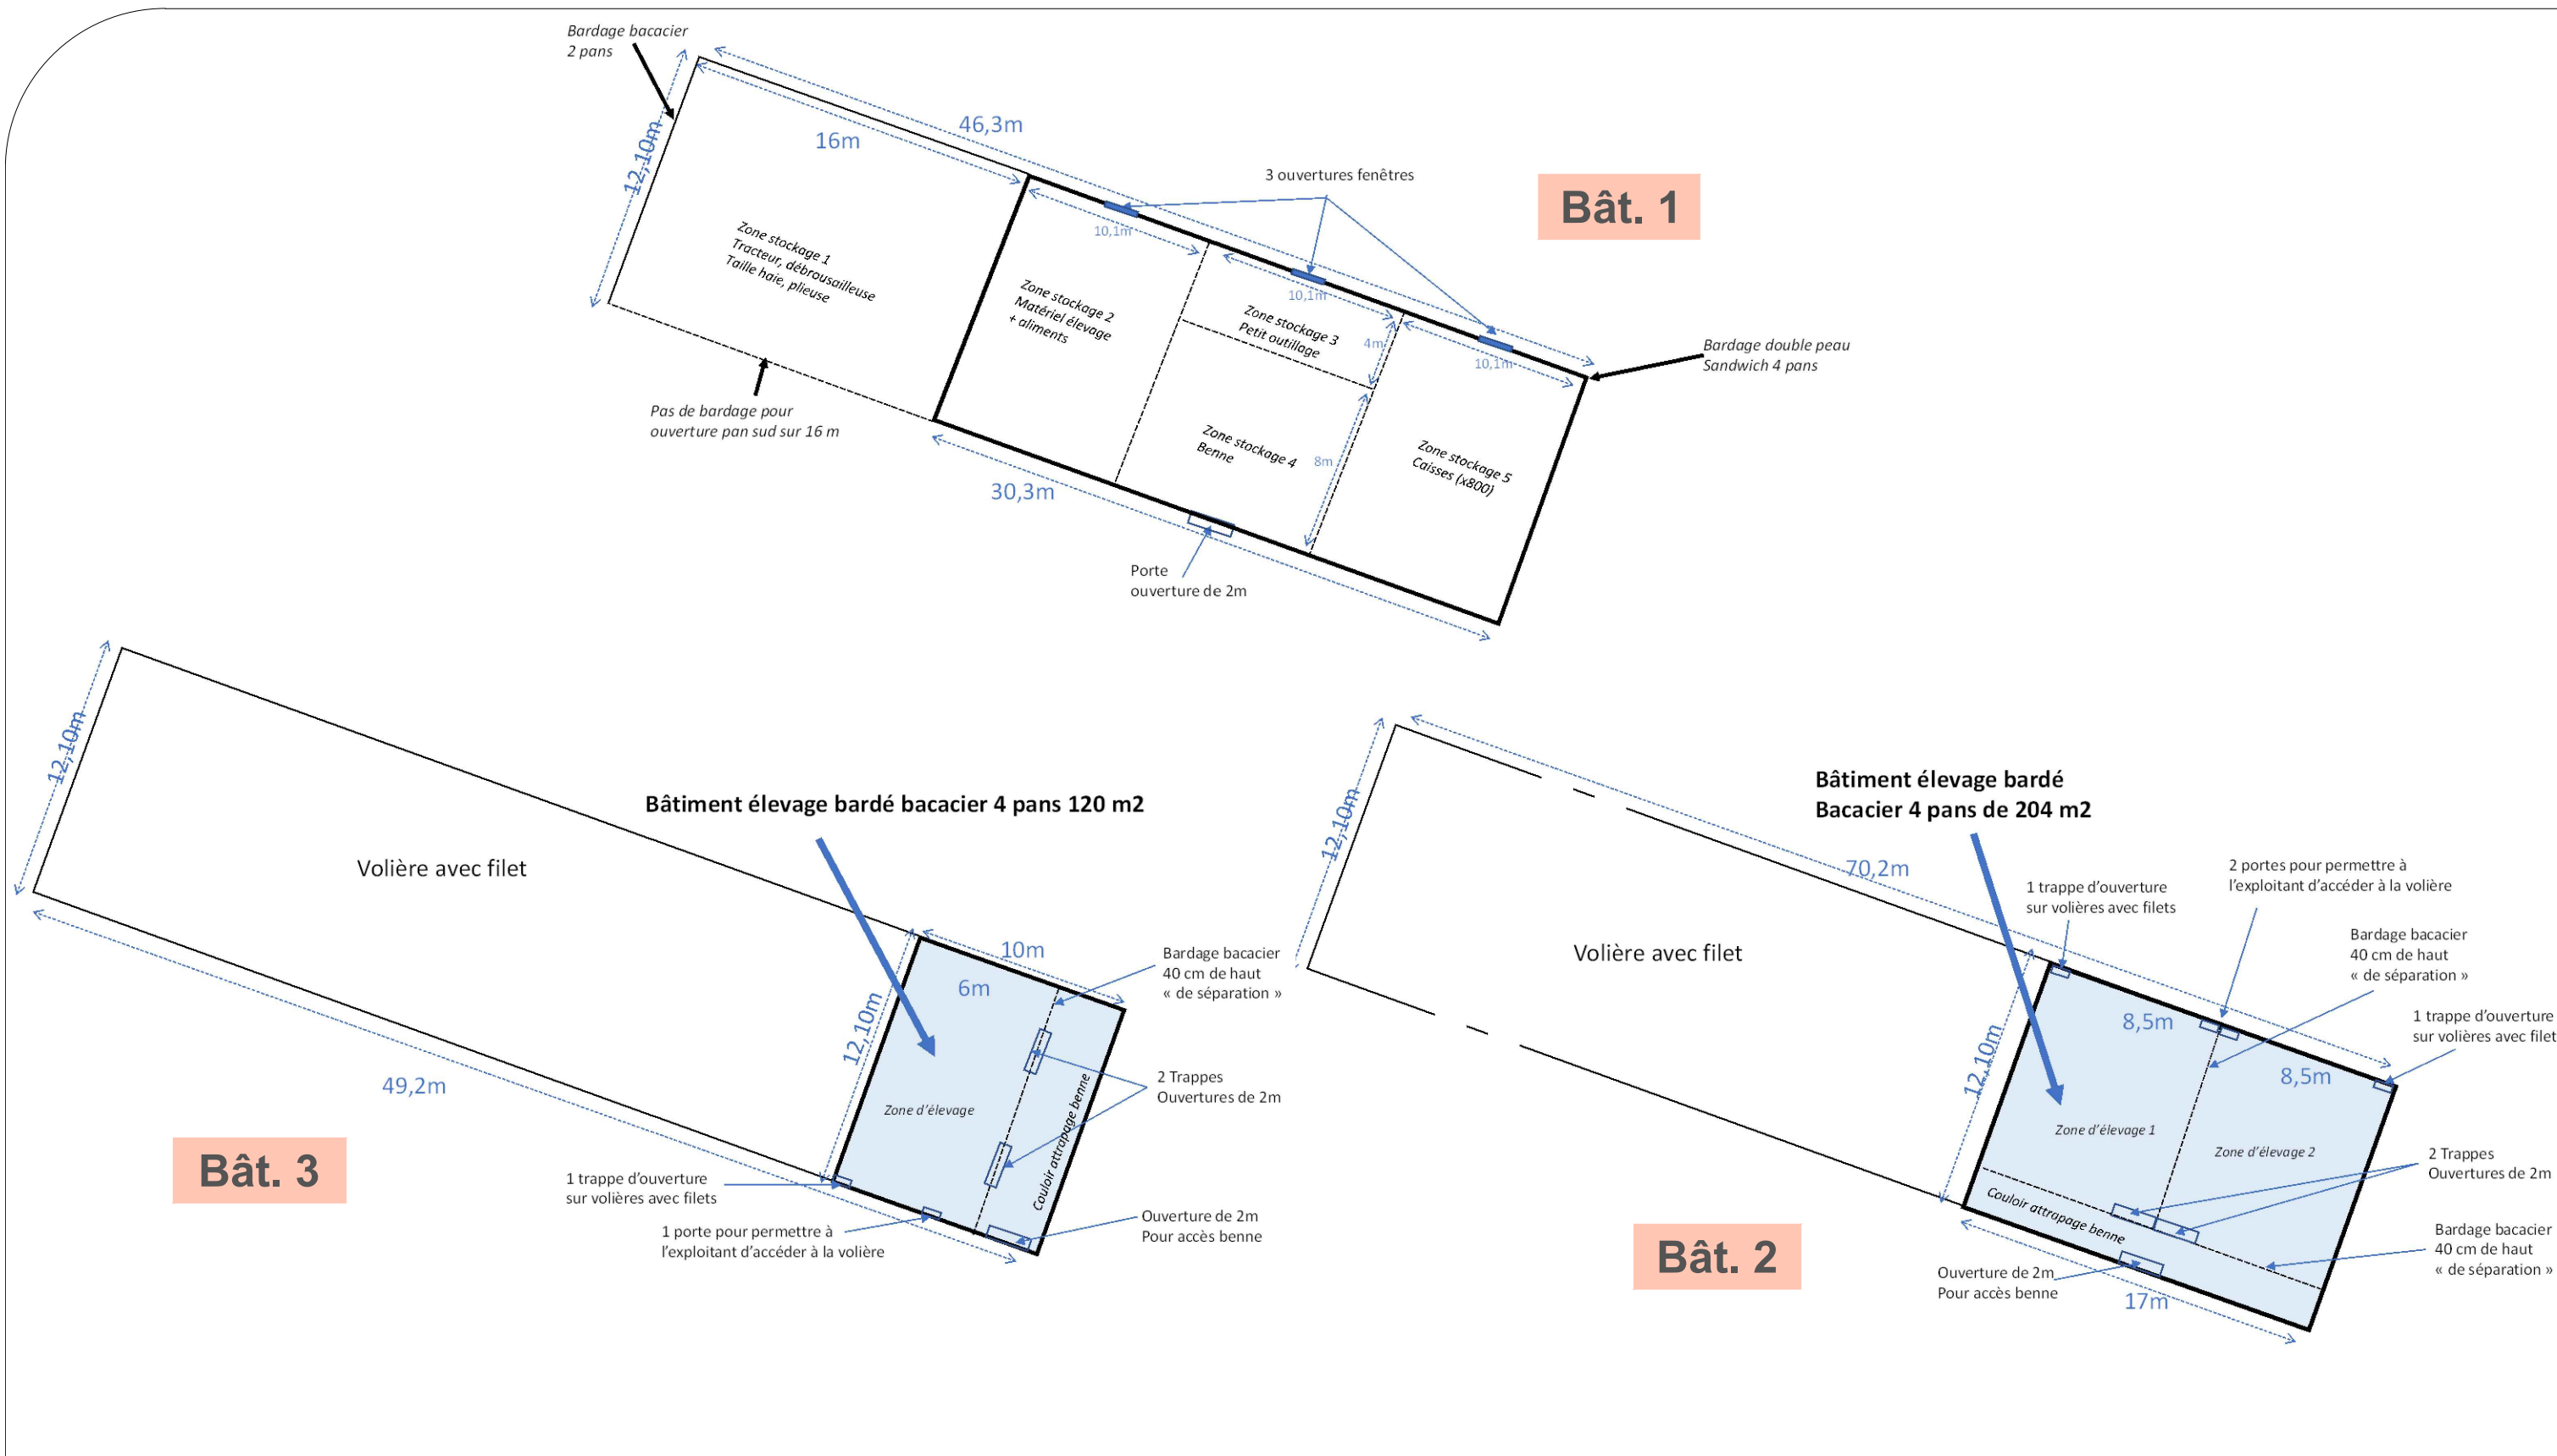 Bardage bacacier
2 pans
12,10m
46,3m
16m
3 ouvertures fenêtres
Bât. 1
10,1m
10,1m
10,1m
Zone stockage 1
Tracteur, débrousailleuse
Taille haie, plieuse
Zone stockage 2
Matériel élevage
+ aliments
Zone stockage 3
Petit outillage
4m
Bardage double peau
Sandwich 4 pans
Pas de bardage pour
ouverture pan sud sur 16 m
Zone stockage 4
Benne
8m
Zone stockage 5
Caisses (x800)
30,3m
Porte
ouverture de 2m
12,10m
Bâtiment élevage bardé bacacier 4 pans 120 m2
Volière avec filet
10m
6m
12,10m
Bardage bacacier
40 cm de haut
« de séparation »
49,2m
Zone d'élevage
Couloir attrapage benne
2 Trappes
Ouvertures de 2m
Bât. 3
1 trappe d'ouverture
sur volières avec filets
1 porte pour permettre à
l'exploitant d'accéder à la volière
Ouverture de 2m
Pour accès benne
12,10m
Bâtiment élevage bardé
Bacacier 4 pans de 204 m2
70,2m
Volière avec filet
1 trappe d'ouverture
sur volières avec filets
2 portes pour permettre à
l'exploitant d'accéder à la volière
Bardage bacacier
40 cm de haut
« de séparation »
1 trappe d'ouverture
sur volières avec filet
8,5m
8,5m
12,10m
Zone d'élevage 1
Zone d'élevage 2
2 Trappes
Ouvertures de 2m
Couloir attrapage benne
Bardage bacacier
40 cm de haut
« de séparation »
Bât. 2
Ouverture de 2m
Pour accès benne
17m